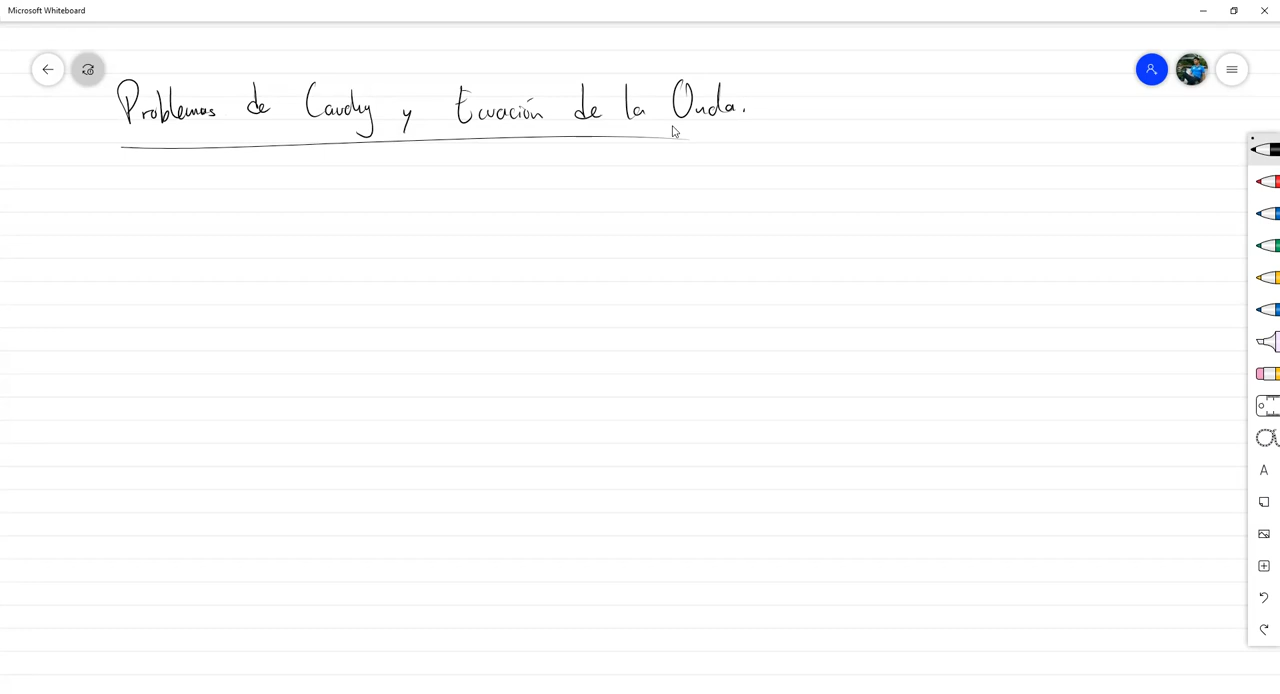 Microsoft Whiteboard
Problemas de Cauchy y Ecuación de la Onda.
A